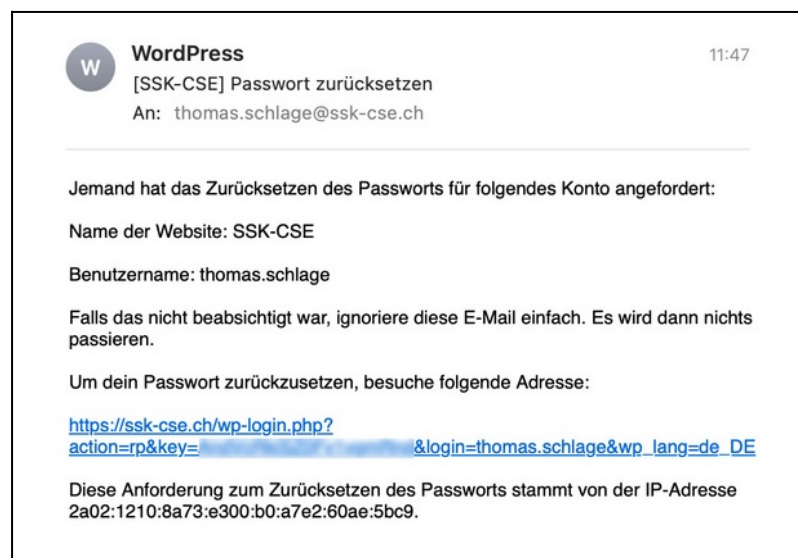 W
WordPress
11:47
[SSK-CSE] Passwort zurücksetzen
An: thomas.schlage@ssk-cse.ch
Jemand hat das Zurücksetzen des Passworts für folgendes Konto angefordert:
Name der Website: SSK-CSE
Benutzername: thomas.schlage
Falls das nicht beabsichtigt war, ignoriere diese E-Mail einfach. Es wird dann nichts
passieren.
Um dein Passwort zurückzusetzen, besuche folgende Adresse:
https://ssk-cse.ch/wp-login.php?
action=rp&key= &login=thomas.schlage&wp_lang=de_DE
Diese Anforderung zum Zurücksetzen des Passworts stammt von der IP-Adresse
2a02:1210:8a73:e300:b0:a7e2:60ae:5bc9.